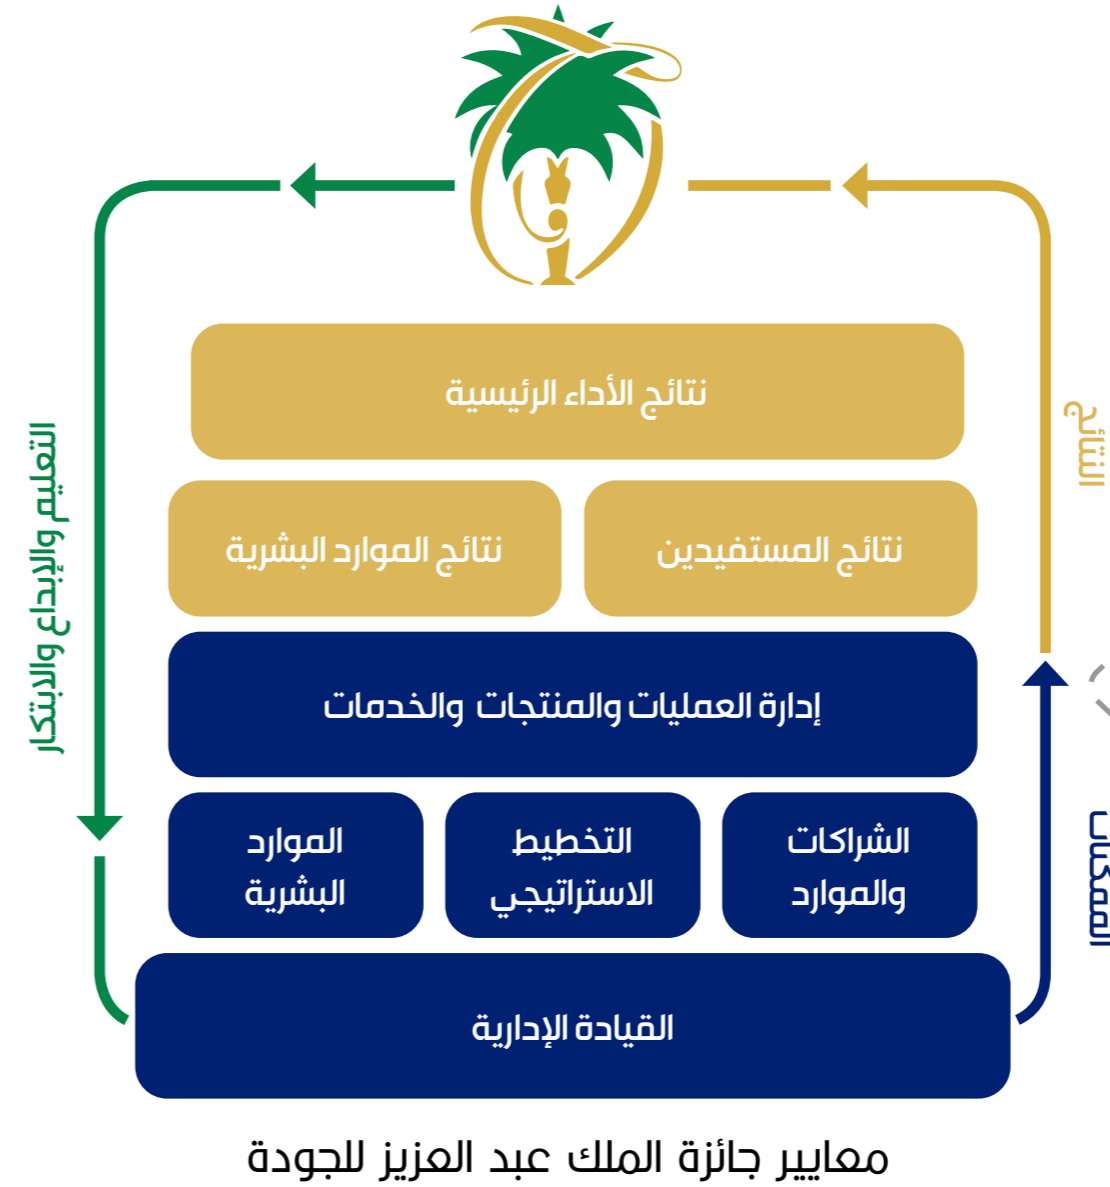 نتائج الأداء الرئيسية
نتائج المستفيدين
نتائج الموارد البشرية
إدارة العمليات والمنتجات والخدمات
الشراكات
والموارد
التخطيط
الاستراتيجي
الموارد
البشرية
القيادة الإدارية
النتائج
الممكنات
التعليم والإبداع والابتكار
معايير جائزة الملك عبد العزيز للجودة